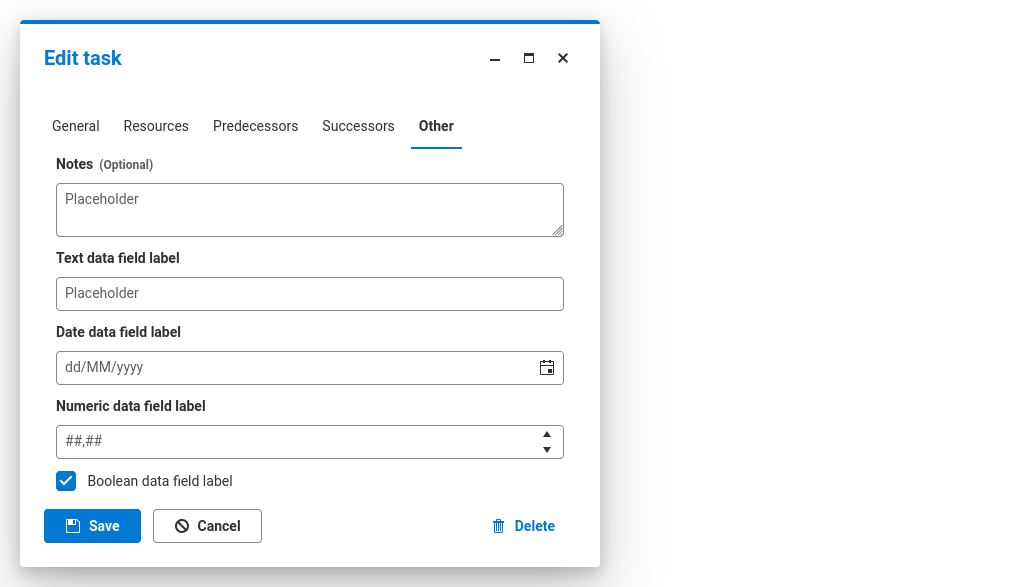 Edit task
General Resources Predecessors Successors Other
Notes (Optional)
Placeholder
Text data field label
Placeholder
Date data field label
dd/MM/yyyy
Numeric data field label
##,##
Boolean data field label
Save Cancel Delete